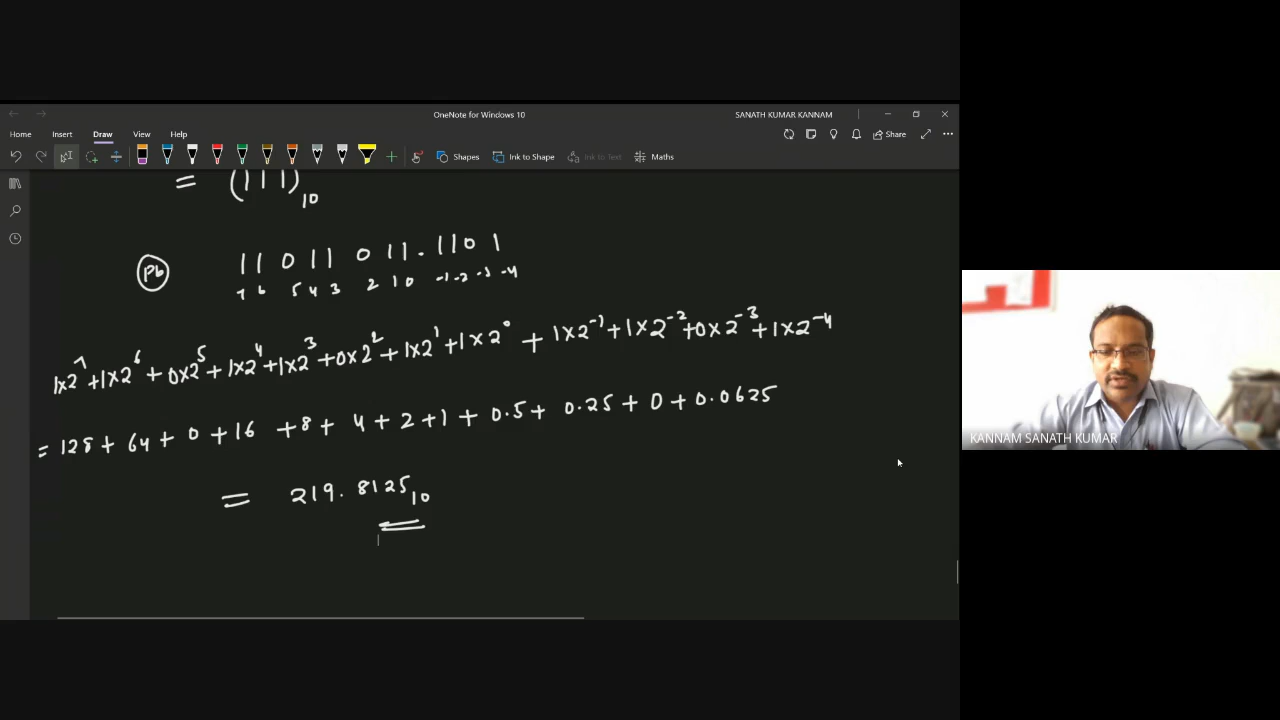 OneNote for Windows 10
SANATH KUMAR KANNAM
Home Insert Draw View Help
Share
Shapes Ink to Shape Ink to Text Maths
= (111)10
Pb 11011011.1101
7 6 5 4 3 2 1 0 -1 -2 -3 -4
1×2^7+1×2^6+0×2^5+1×2^4+1×2^3+0×2^2+1×2^1+1×2^0+1×2^-1+1×2^-2+0×2^-3+1×2^-4
=128+64+0+16+8+4+2+1+0.5+0.25+0+0.0625
= 219.812510
KANNAM SANATH KUMAR